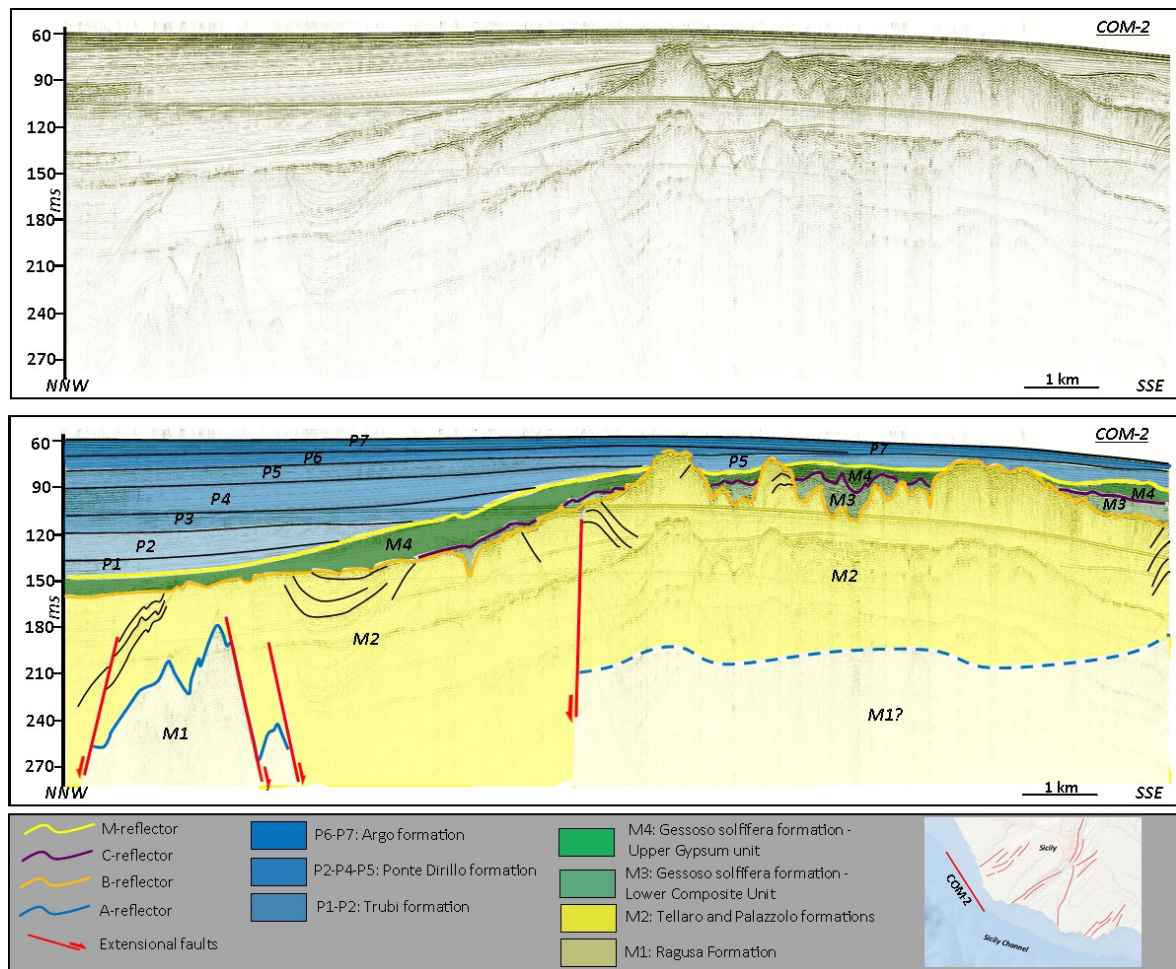 COM-2
60
90
120
150
ms
180
210
240
270
NNW
1 km
SSE
COM-2
60
90
120
150
ms
180
210
240
270
P7
P6
P5
P4
P3
P2
P1
M4
M2
M1
P5
P7
M4
M3
M4
M3
M2
M1?
NNW
1 km
SSE
M-reflector
C-reflector
B-reflector
A-reflector
Extensional faults
P6-P7: Argo formation
P2-P4-P5: Ponte Dirillo formation
P1-P2: Trubi formation
M4: Gessoso solfifera formation -
Upper Gypsum unit
M3: Gessoso solfifera formation -
Lower Composite Unit
M2: Tellaro and Palazzolo formations
M1: Ragusa Formation
Sicily
COM-2
Sicily Channel